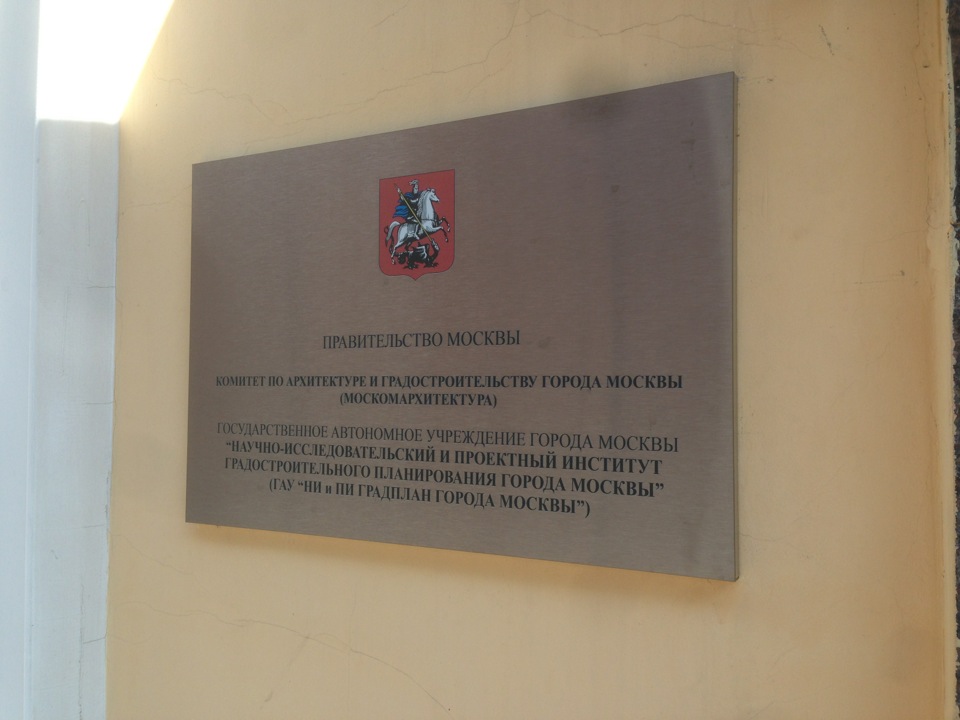 ПРАВИТЕЛЬСТВО МОСКВЫ
КОМИТЕТ ПО АРХИТЕКТУРЕ И ГРАДОСТРОИТЕЛЬСТВУ ГОРОДА МОСКВЫ
(МОСКОМАРХИТЕКТУРА)
ГОСУДАРСТВЕННОЕ АВТОНОМНОЕ УЧРЕЖДЕНИЕ ГОРОДА МОСКВЫ
“НАУЧНО-ИССЛЕДОВАТЕЛЬСКИЙ И ПРОЕКТНЫЙ ИНСТИТУТ
ГРАДОСТРОИТЕЛЬНОГО ПЛАНИРОВАНИЯ ГОРОДА МОСКВЫ”
(ГАУ “НИ и ПИ ГРАДПЛАН ГОРОДА МОСКВЫ”)